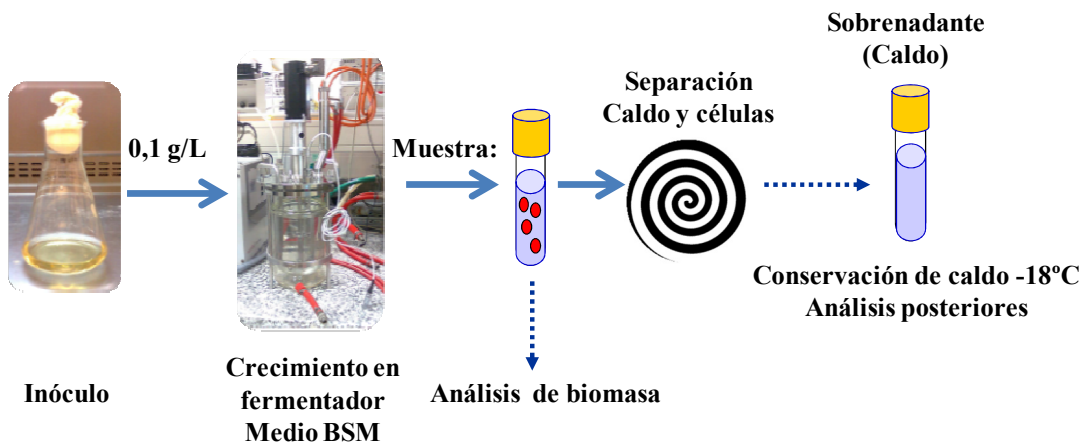 Inóculo
0,1 g/L
Crecimiento en
fermentador
Medio BSM
Muestra:
Análisis de biomasa
Separación
Caldo y células
Sobrenadante
(Caldo)
Conservación de caldo -18ºC
Análisis posteriores